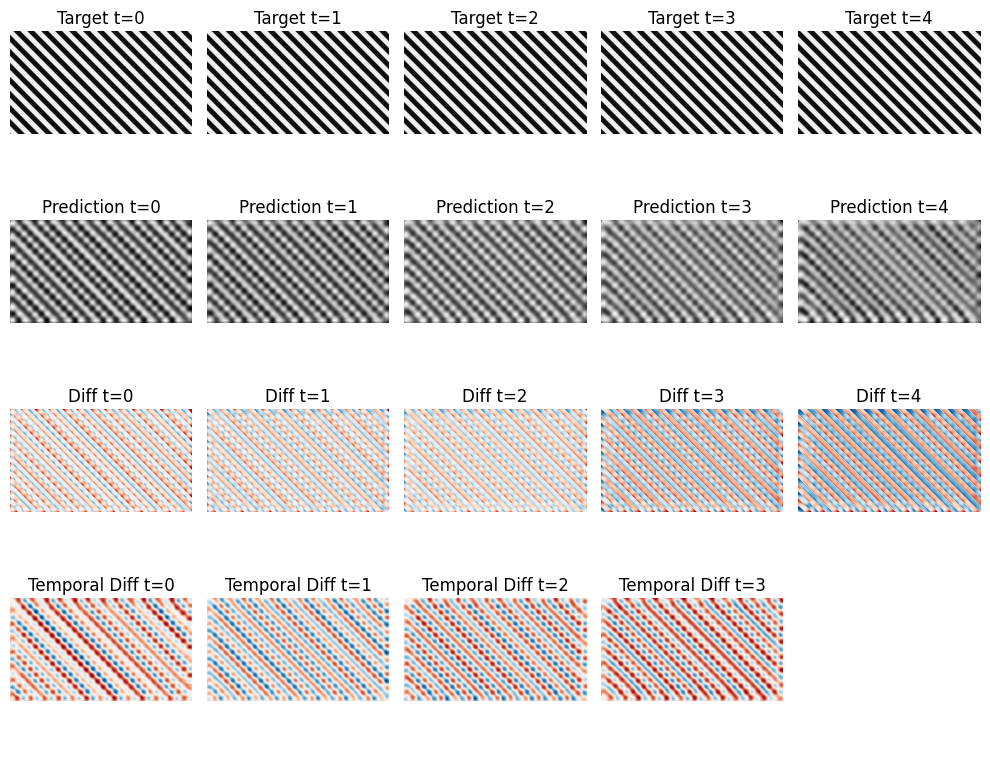 Target t=0 Target t=1 Target t=2 Target t=3 Target t=4
Prediction t=0 Prediction t=1 Prediction t=2 Prediction t=3 Prediction t=4
Diff t=0 Diff t=1 Diff t=2 Diff t=3 Diff t=4
Temporal Diff t=0 Temporal Diff t=1 Temporal Diff t=2 Temporal Diff t=3